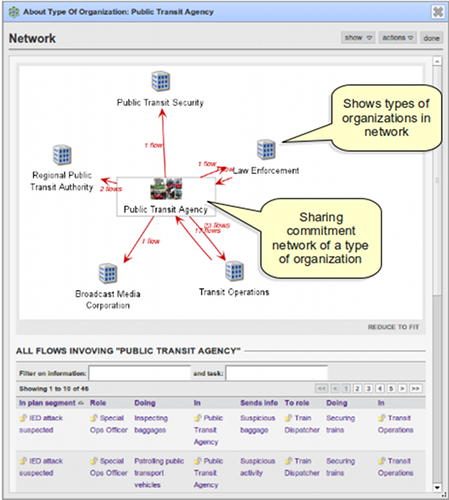 About Type Of Organization: Public Transit Agency
Network
show
actions
done
Public Transit Security
Shows types of
organizations in
network
1 flow
1 flow
Law Enforcement
Regional Public
Transit Authority
2 flows
Public Transit Agency
Sharing
commitment
network of a type
of organization
17 flows
1 flow
Broadcast Media
Corporation
Transit Operations
REDUCE TO FIT
ALL FLOWS INVOVING "PUBLIC TRANSIT AGENCY"
Filter on information: and task:
Showing 1 to 10 of 46 << < 1 2 3 4 5 > >>
In plan segment Role Doing In Sends info To role Doing In
IED attack Special Inspecting Public Suspicious Train Securing Transit
suspected Ops Officer baggages Transit baggage Dispatcher trains Operations
Agency
IED attack Special Patroling public Public Suspicious Train Securing Transit
suspected Ops Officer transport Transit activity Dispatcher trains Operations
vehicles Agency